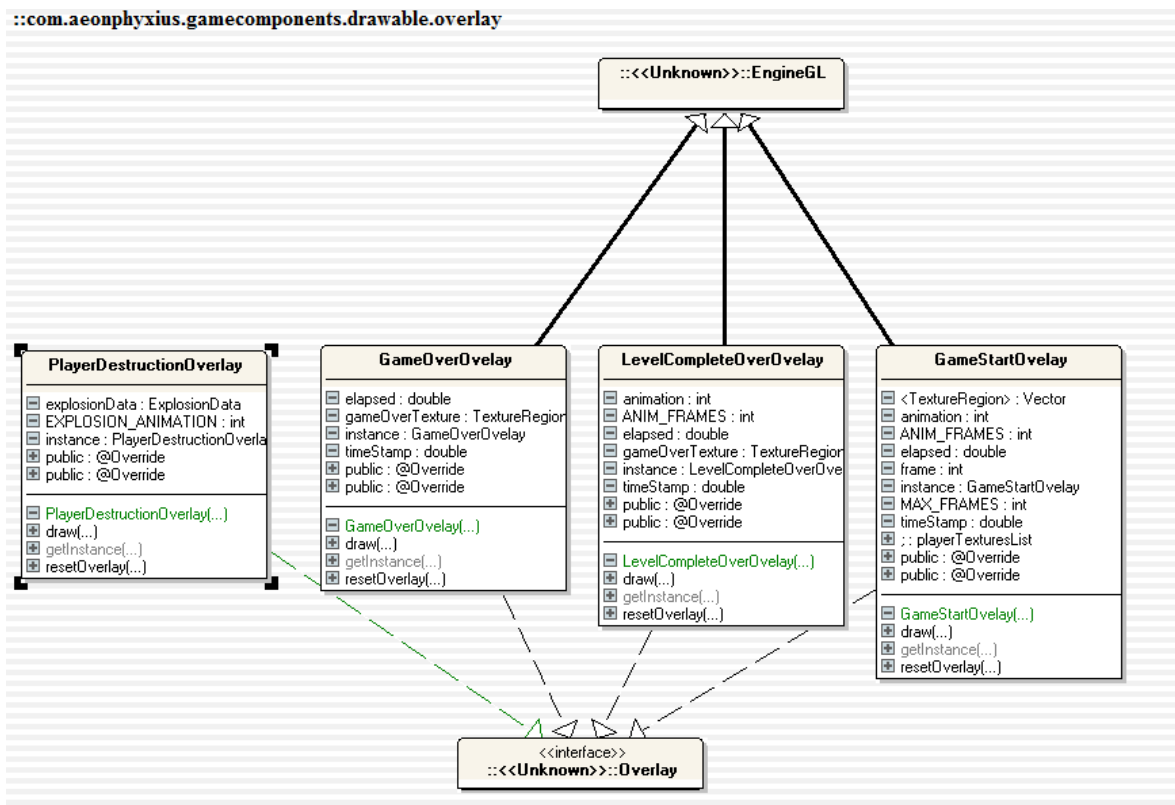 ::com.aeonphyxius.gamecomponents.drawable.overlay
::<<Unknown>>::EngineGL
PlayerDestructionOverlay
explosionData : ExplosionData
EXPLOSION_ANIMATION : int
instance : PlayerDestructionOverla
public : @Override
public : @Override
PlayerDestructionOverlay(...)
draw(...)
getInstance(...)
resetOverlay(...)
GameOverOvelay
elapsed : double
gameOverTexture : TextureRegion
instance : GameOverOvelay
timeStamp : double
public : @Override
public : @Override
GameOverOvelay(...)
draw(...)
getInstance(...)
resetOverlay(...)
LevelCompleteOverOvelay
animation : int
ANIM_FRAMES : int
elapsed : double
gameOverTexture : TextureRegion
instance : LevelCompleteOverOve
timeStamp : double
public : @Override
public : @Override
LevelCompleteOverOvelay(...)
draw(...)
getInstance(...)
resetOverlay(...)
GameStartOvelay
<TextureRegion> : Vector
animation : int
ANIM_FRAMES : int
elapsed : double
frame : int
instance : GameStartOvelay
MAX_FRAMES : int
timeStamp : double
; : playerTexturesList
public : @Override
public : @Override
GameStartOvelay(...)
draw(...)
getInstance(...)
resetOverlay(...)
<<interface>>
::<<Unknown>>::Overlay